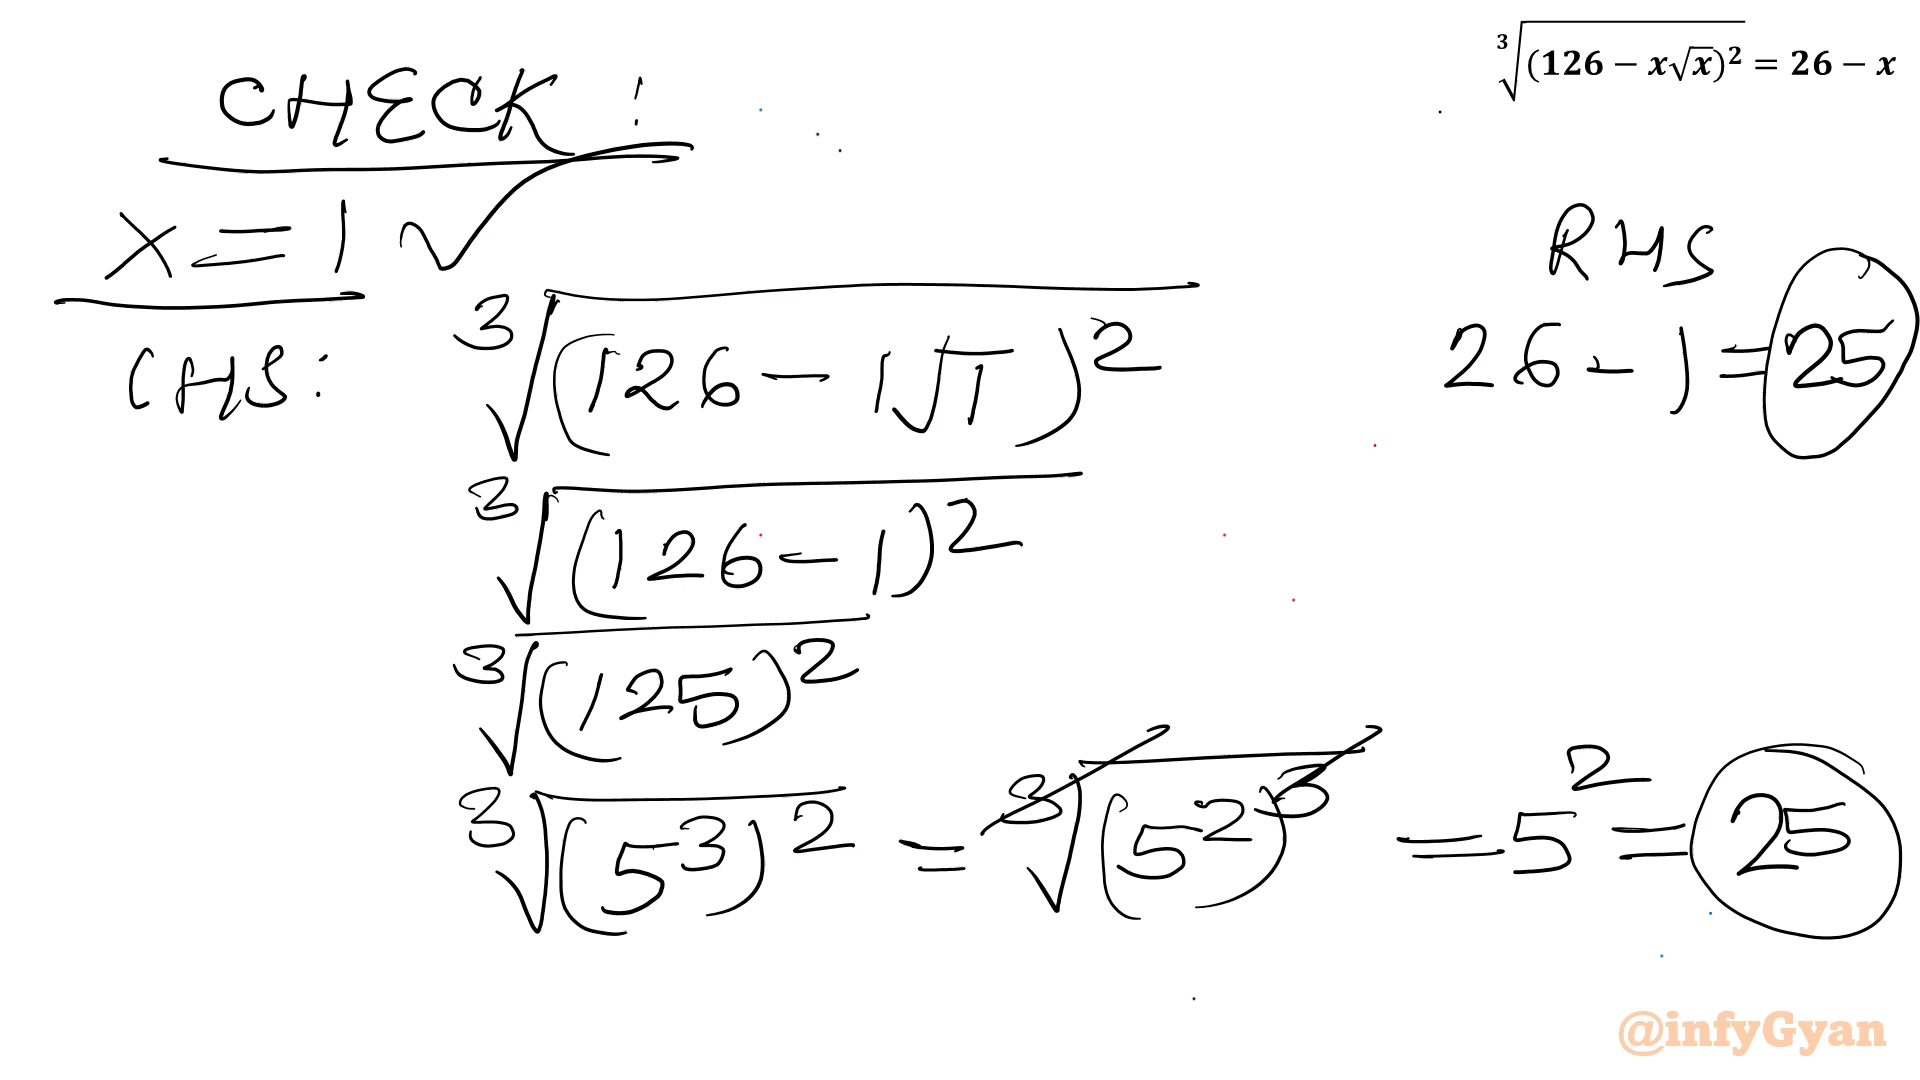 ∛((126 − x√x)²) = 26 − x
CHECK :
x = 1 √
RHS
LHS : ∛((126 − 1√1)²)
26 − 1 = 25
∛((126 − 1)²)
∛((125)²)
∛((5³)²) = ∛((5²)³) = 5² = 25
@infyGyan